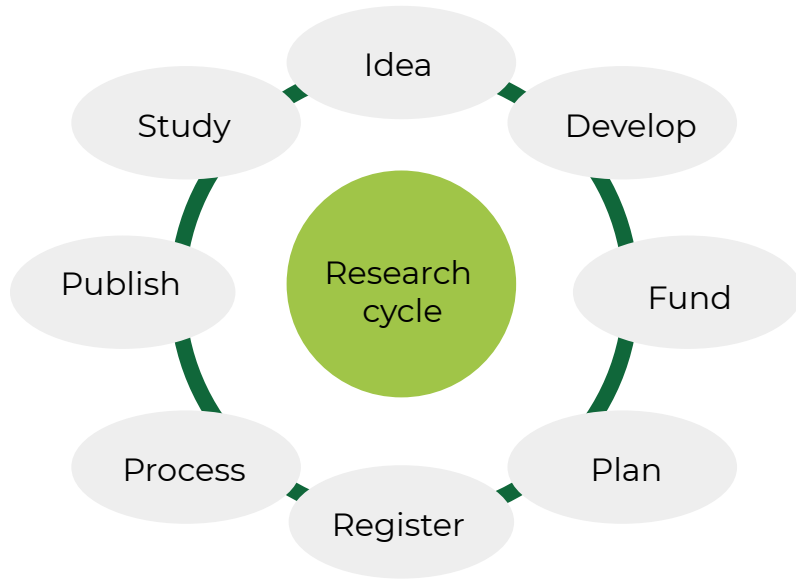 Idea
Develop
Fund
Plan
Register
Process
Publish
Study
Research
cycle